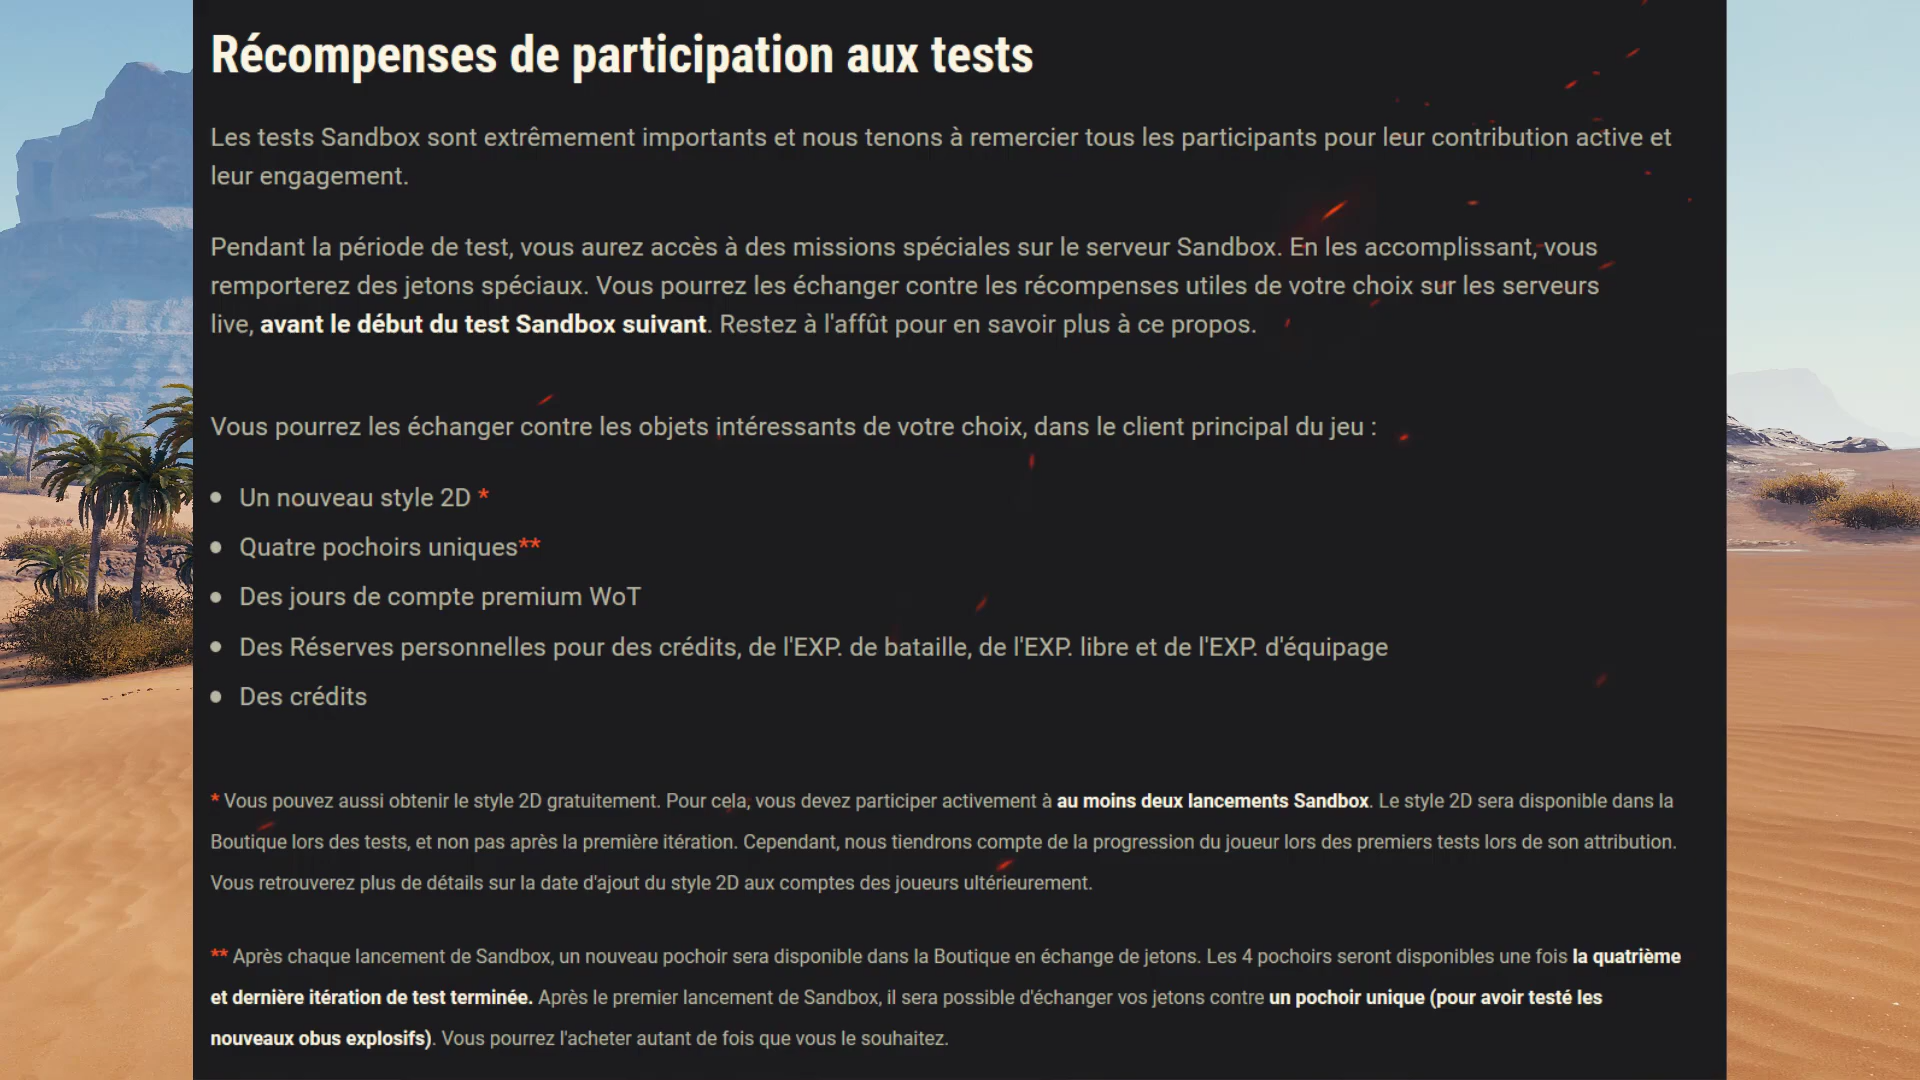 Récompenses de participation aux tests
Les tests Sandbox sont extrêmement importants et nous tenons à remercier tous les participants pour leur contribution active et
leur engagement.
Pendant la période de test, vous aurez accès à des missions spéciales sur le serveur Sandbox. En les accomplissant, vous
remporterez des jetons spéciaux. Vous pourrez les échanger contre les récompenses utiles de votre choix sur les serveurs
live, avant le début du test Sandbox suivant. Restez à l'affût pour en savoir plus à ce propos.
Vous pourrez les échanger contre les objets intéressants de votre choix, dans le client principal du jeu :
• Un nouveau style 2D *
• Quatre pochoirs uniques**
• Des jours de compte premium WoT
• Des Réserves personnelles pour des crédits, de l'EXP. de bataille, de l'EXP. libre et de l'EXP. d'équipage
• Des crédits
* Vous pouvez aussi obtenir le style 2D gratuitement. Pour cela, vous devez participer activement à au moins deux lancements Sandbox. Le style 2D sera disponible dans la
Boutique lors des tests, et non pas après la première itération. Cependant, nous tiendrons compte de la progression du joueur lors des premiers tests lors de son attribution.
Vous retrouverez plus de détails sur la date d'ajout du style 2D aux comptes des joueurs ultérieurement.
** Après chaque lancement de Sandbox, un nouveau pochoir sera disponible dans la Boutique en échange de jetons. Les 4 pochoirs seront disponibles une fois la quatrième
et dernière itération de test terminée. Après le premier lancement de Sandbox, il sera possible d'échanger vos jetons contre un pochoir unique (pour avoir testé les
nouveaux obus explosifs). Vous pourrez l'acheter autant de fois que vous le souhaitez.